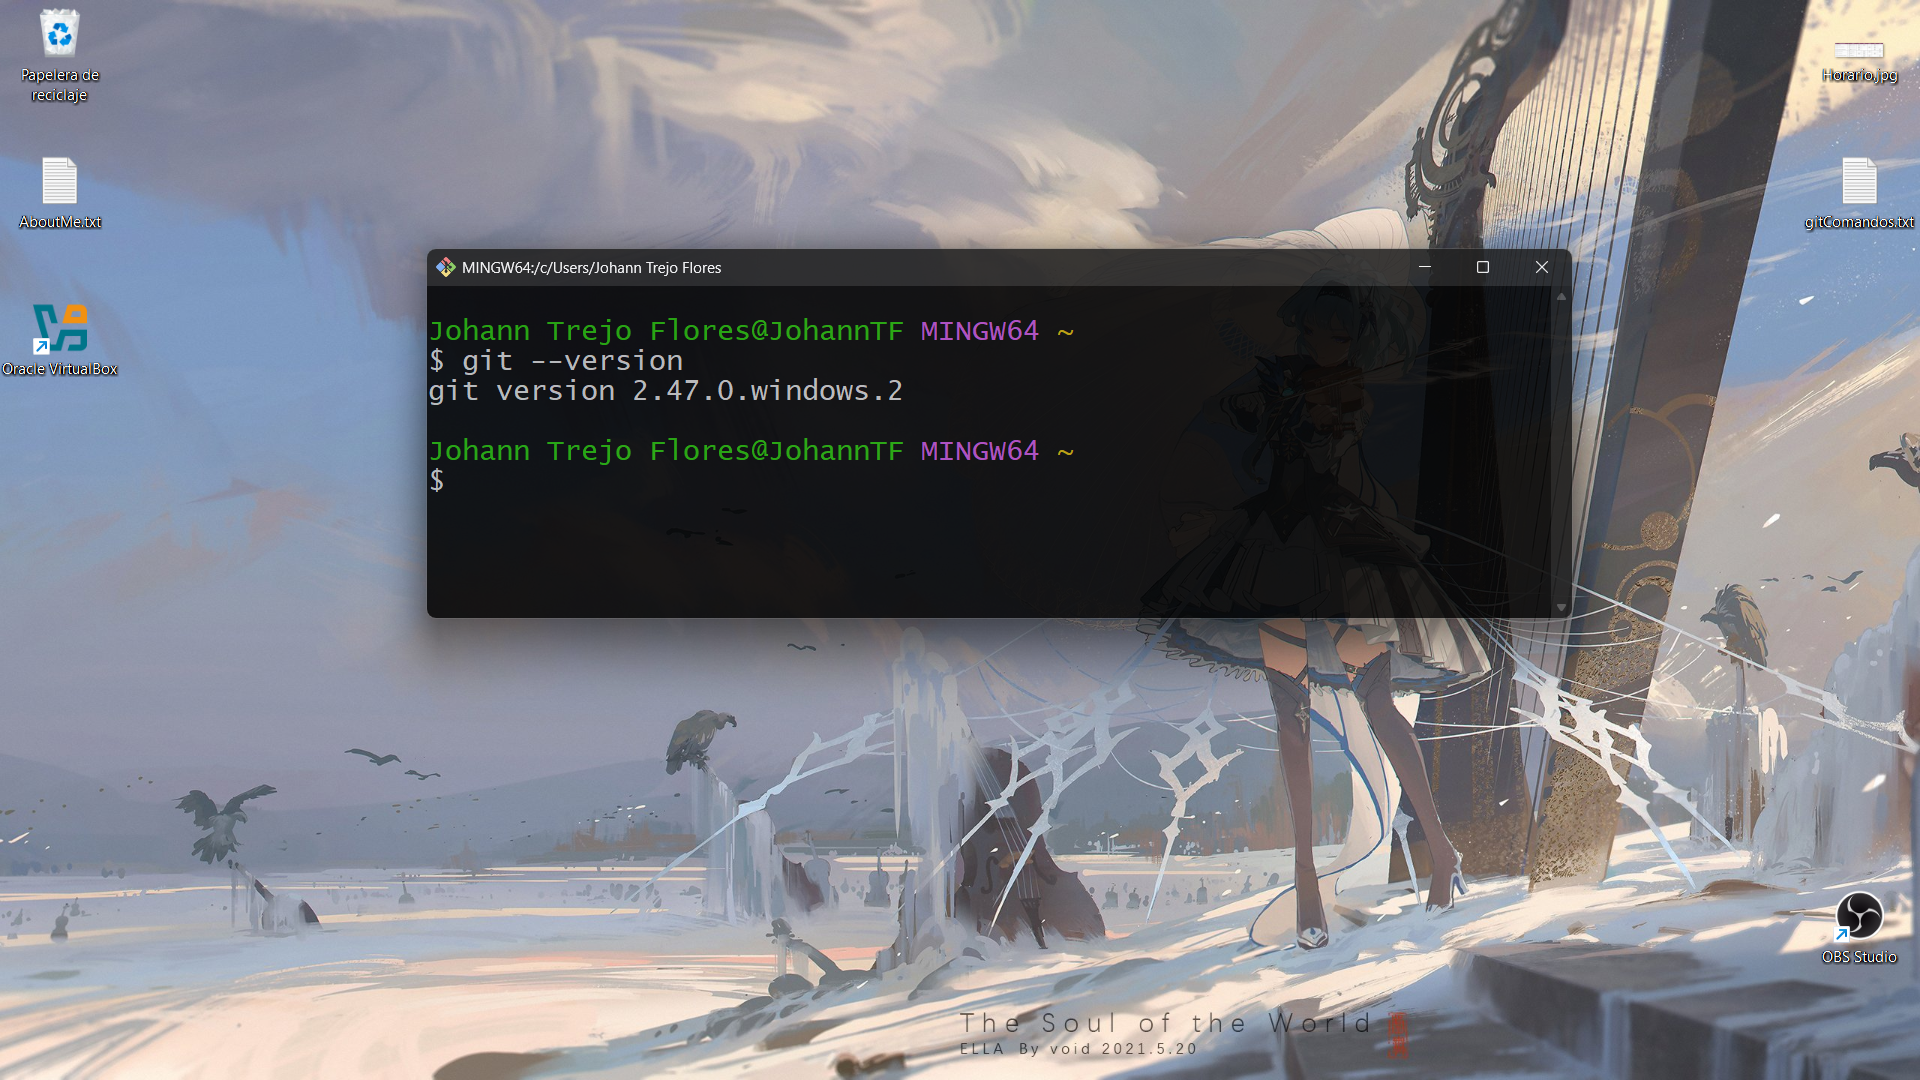 Papelera de
reciclaje
AboutMe.txt
Oracle VirtualBox
MINGW64:/c/Users/Johann Trejo Flores
Johann Trejo Flores@JohannTF MINGW64 ~
$ git --version
git version 2.47.0.windows.2
Johann Trejo Flores@JohannTF MINGW64 ~
$
Horario.jpg
gitComandos.txt
OBS Studio
The Soul of the World
ELLA By void 2021.5.20